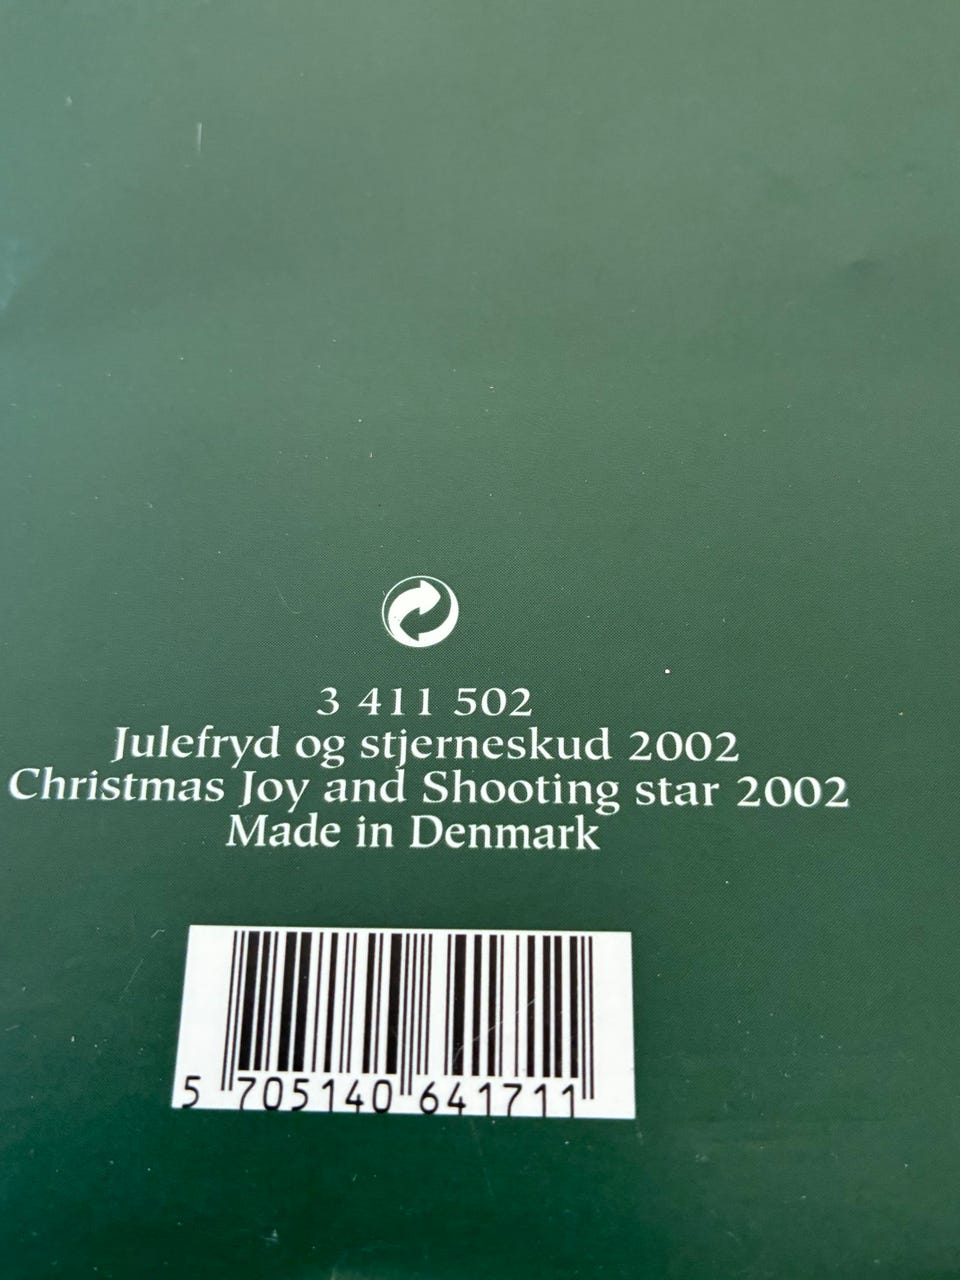 3 411 502
Julefryd og stjerneskud 2002
Christmas Joy and Shooting star 2002
Made in Denmark
5 705140 641711